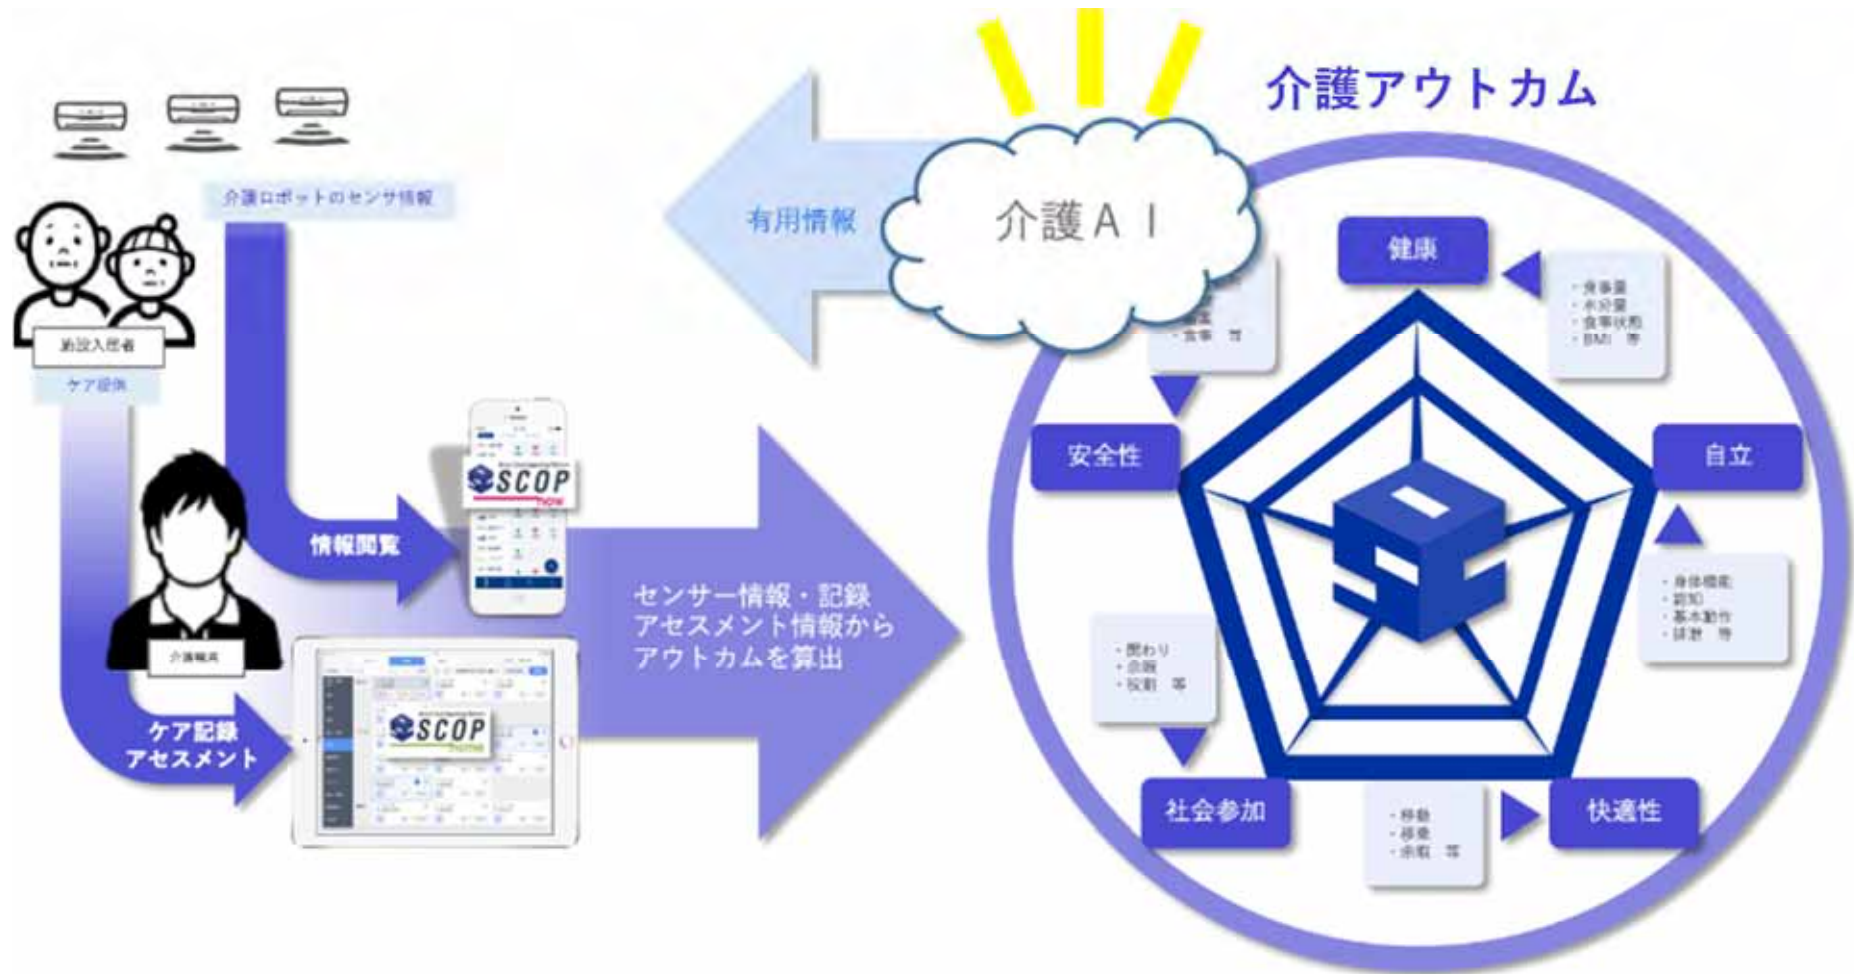 介護アウトカム
介護ロボットのセンサ情報
有用情報
介護AI
健康
・食事量
・水分量
・食事状態
・BMI 等
・食事 等
施設入居者
ケア提供
安全性
自立
SCOP
now
情報閲覧
センサー情報・記録
アセスメント情報から
アウトカムを算出
・身体機能
・認知
・基本動作
・排泄 等
介護職員
・関わり
・余暇
・役割 等
SCOP
home
ケア記録
アセスメント
社会参加
・移動
・移乗
快適性